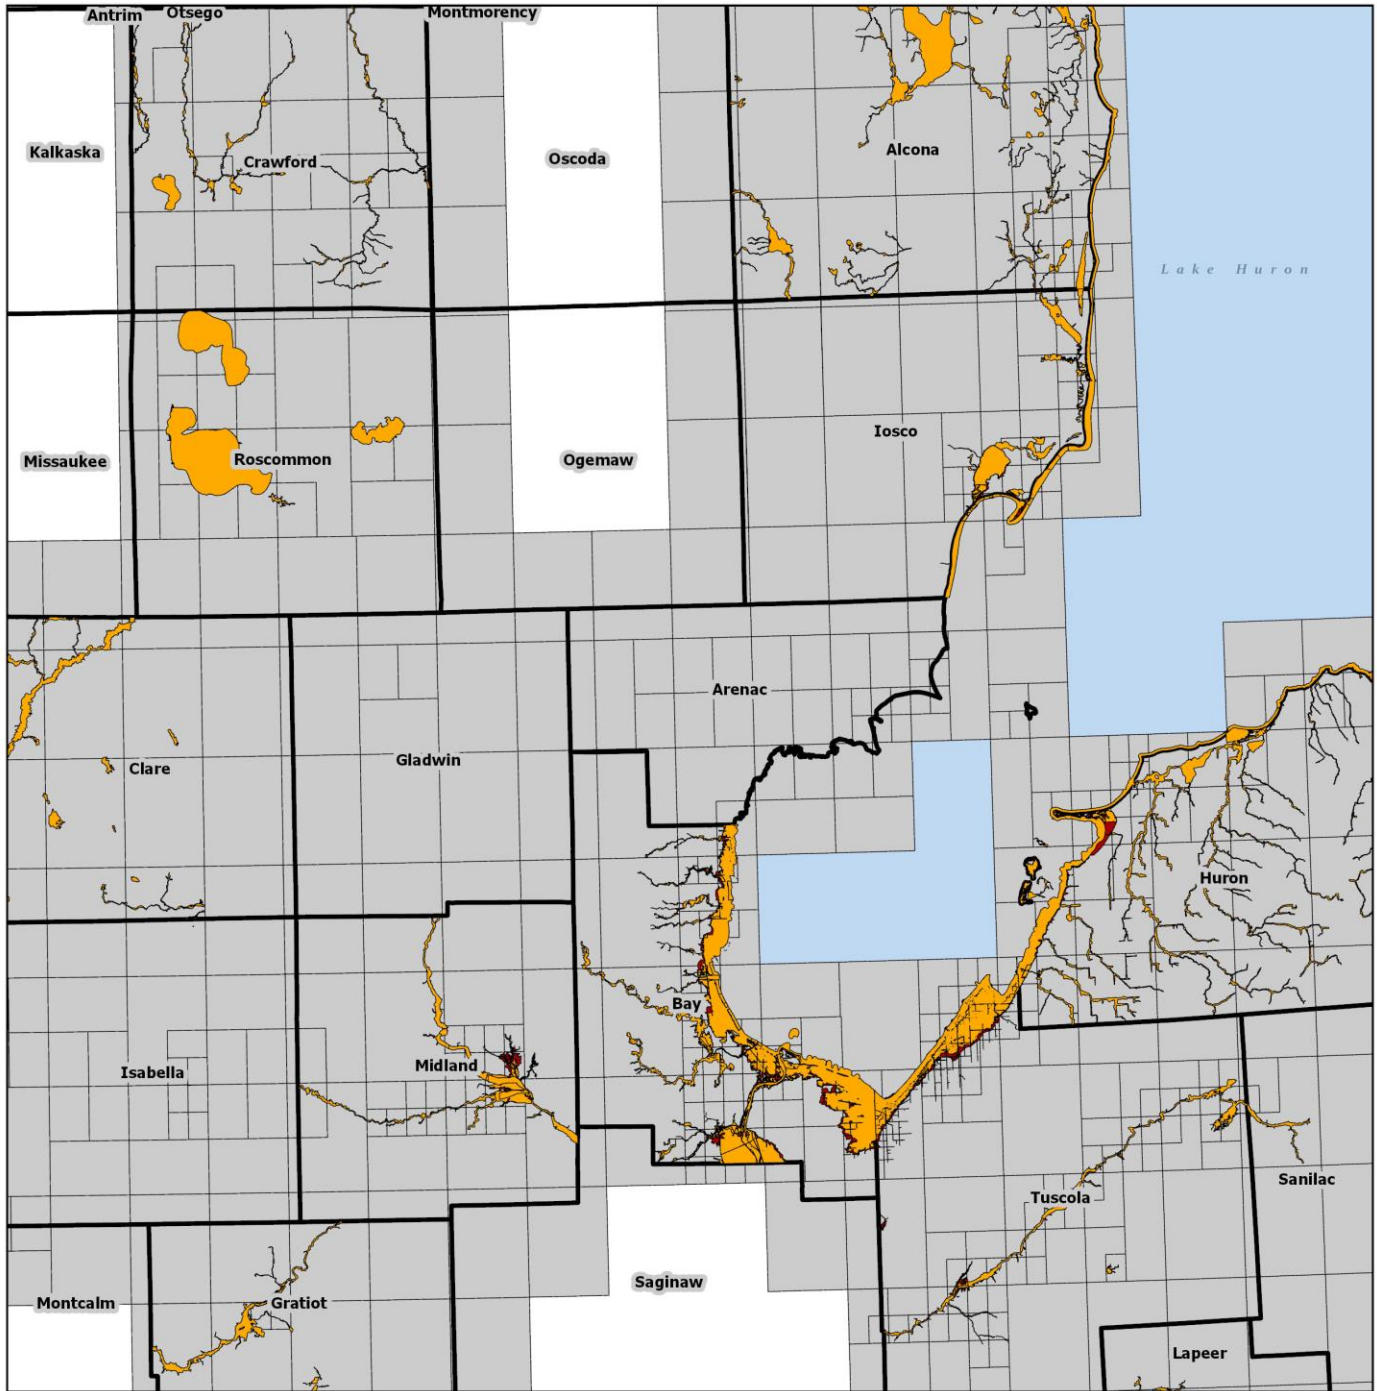 Antrim
Otsego
Montmorency
Kalkaska
Crawford
Oscoda
Alcona
Lake Huron
Missaukee
Roscommon
Ogemaw
Iosco
Arenac
Clare
Gladwin
Huron
Bay
Isabella
Midland
Sanilac
Tuscola
Saginaw
Montcalm
Gratiot
Lapeer